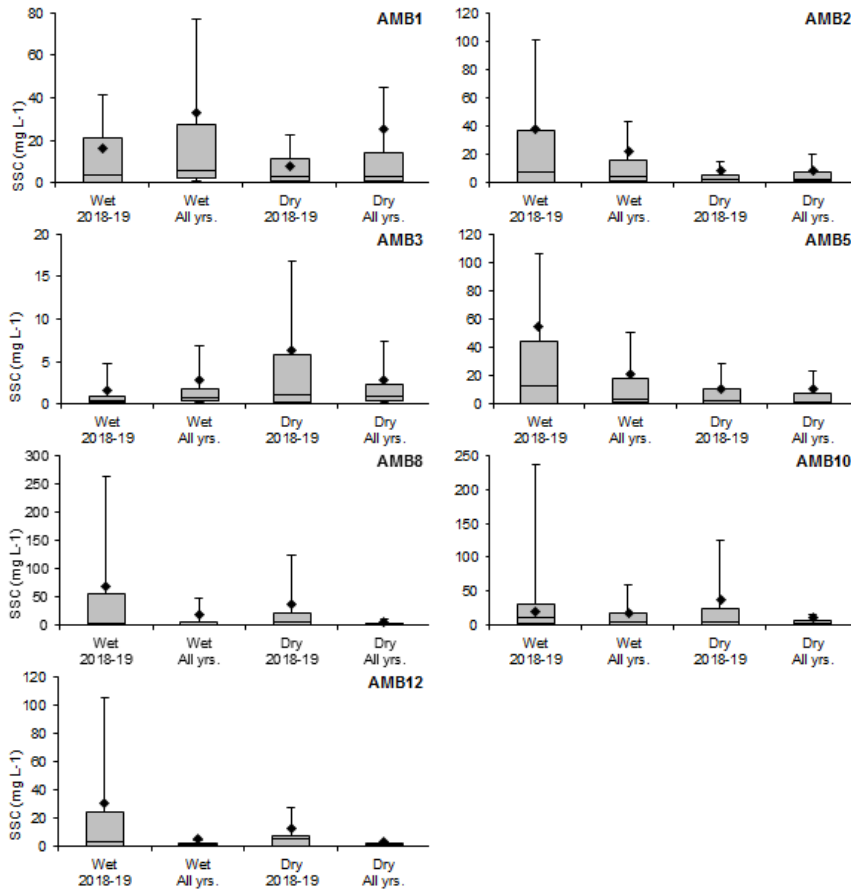 AMB1
SSC (mg L-1)
80
60
40
20
0
Wet Wet Dry Dry
2018-19 All yrs. 2018-19 All yrs.
AMB2
120
100
80
60
40
20
0
Wet Wet Dry Dry
2018-19 All yrs. 2018-19 All yrs.
AMB3
SSC (mg L-1)
20
15
10
5
0
Wet Wet Dry Dry
2018-19 All yrs. 2018-19 All yrs.
AMB5
120
100
80
60
40
20
0
Wet Wet Dry Dry
2018-19 All yrs. 2018-19 All yrs.
AMB8
SSC (mg L-1)
300
250
200
150
100
50
0
Wet Wet Dry Dry
2018-19 All yrs. 2018-19 All yrs.
AMB10
250
200
150
100
50
0
Wet Wet Dry Dry
2018-19 All yrs. 2018-19 All yrs.
AMB12
SSC (mg L-1)
120
100
80
60
40
20
0
Wet Wet Dry Dry
2018-19 All yrs. 2018-19 All yrs.